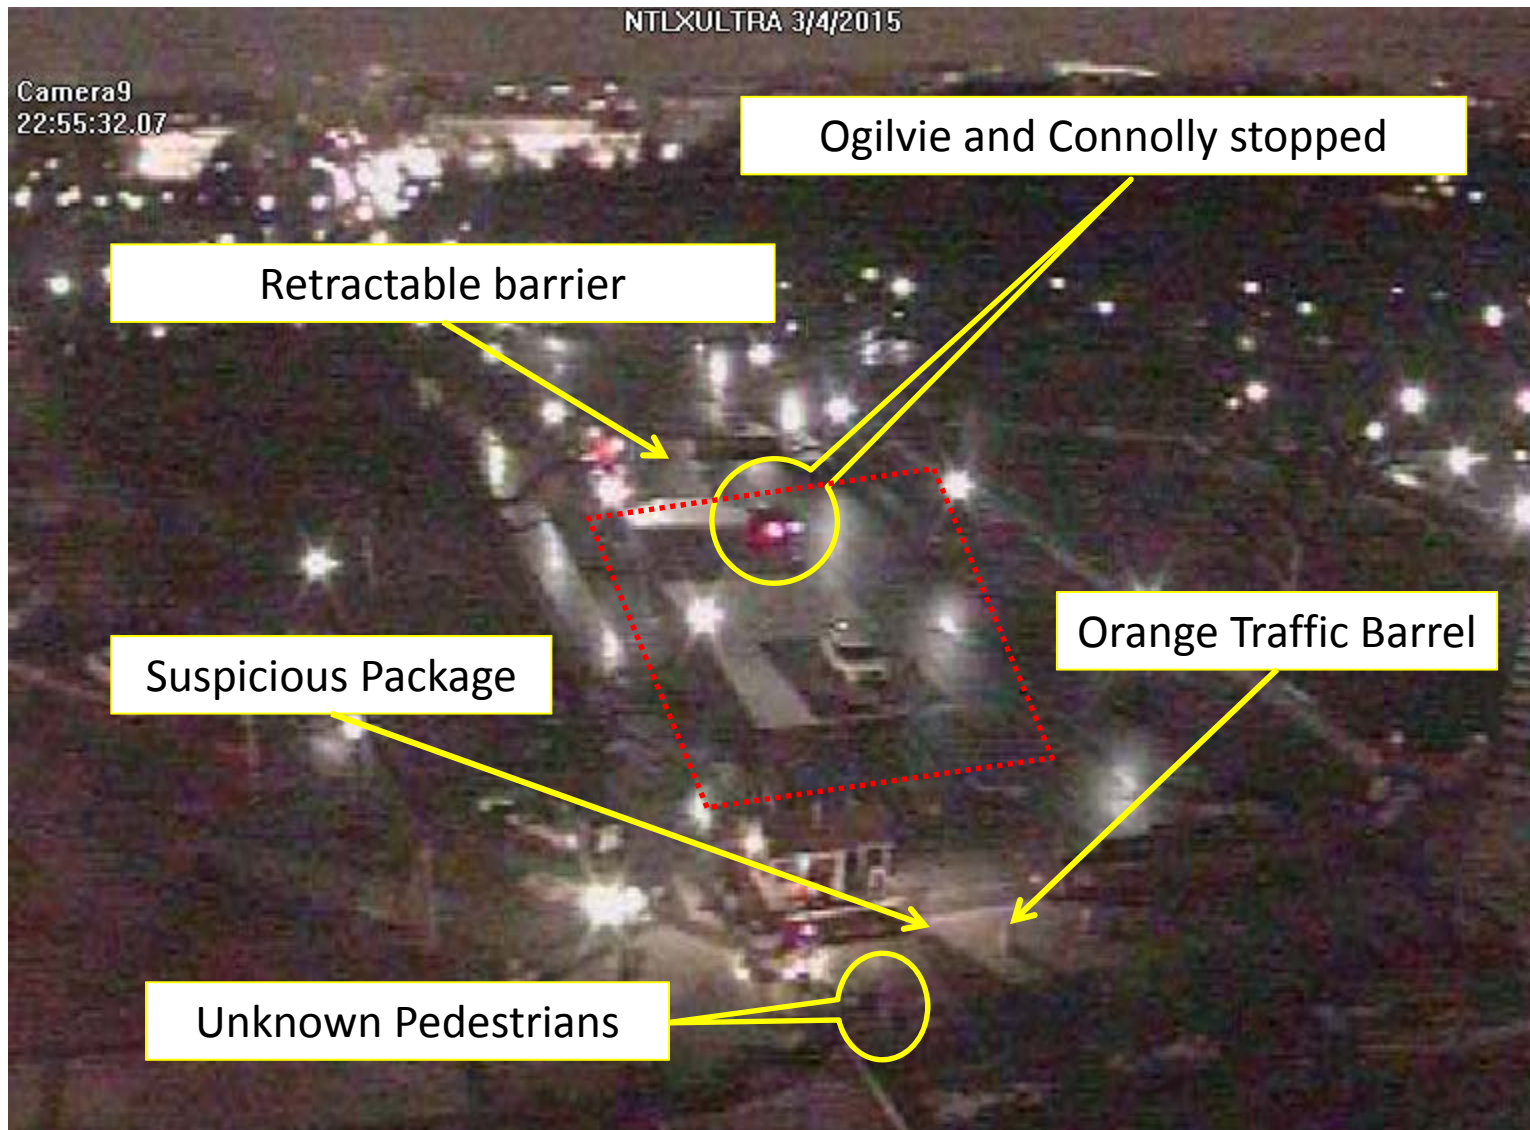 NTLXULTRA 3/4/2015
Camera9
22:55:32.07
Ogilvie and Connolly stopped
Retractable barrier
Orange Traffic Barrel
Suspicious Package
Unknown Pedestrians